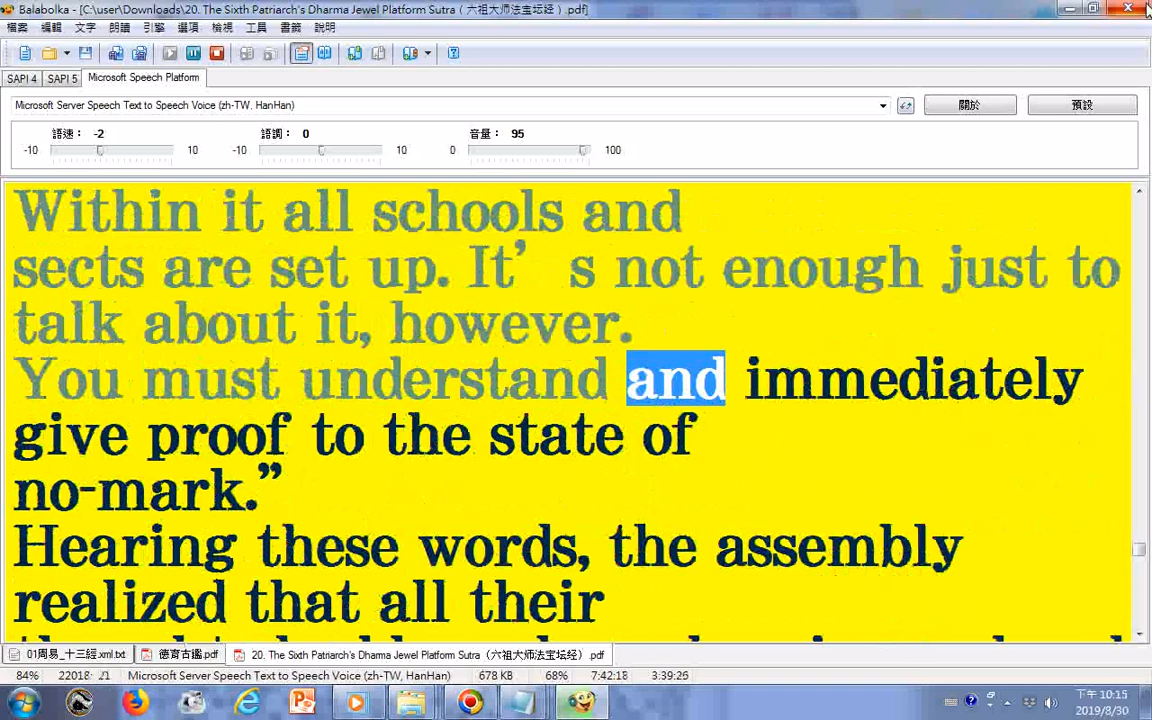 Balabolka - [C:\user\Downloads\20. The Sixth Patriarch's Dharma Jewel Platform Sutra（六祖大师法宝坛经）.pdf]
檔案 編輯 文字 朗讀 引擎 選項 檢視 工具 書籤 說明
SAPI 4 SAPI 5 Microsoft Speech Platform
Microsoft Server Speech Text to Speech Voice (zh-TW, HanHan) 關於 預設
語速： -2 語調： 0 音量： 95
-10 10 -10 10 0 100
Within it all schools and
sects are set up. It’s not enough just to
talk about it, however.
You must understand and immediately
give proof to the state of
no-mark.”
Hearing these words, the assembly
realized that all their
01周易_十三經.xml.txt 德育古鑑.pdf 20. The Sixth Patriarch's Dharma Jewel Platform Sutra（六祖大师法宝坛经）.pdf
84% Microsoft Server Speech Text to Speech Voice (zh-TW, HanHan) 678 KB 68% 7:42:18 3:39:26
下午 10:15
2019/8/30